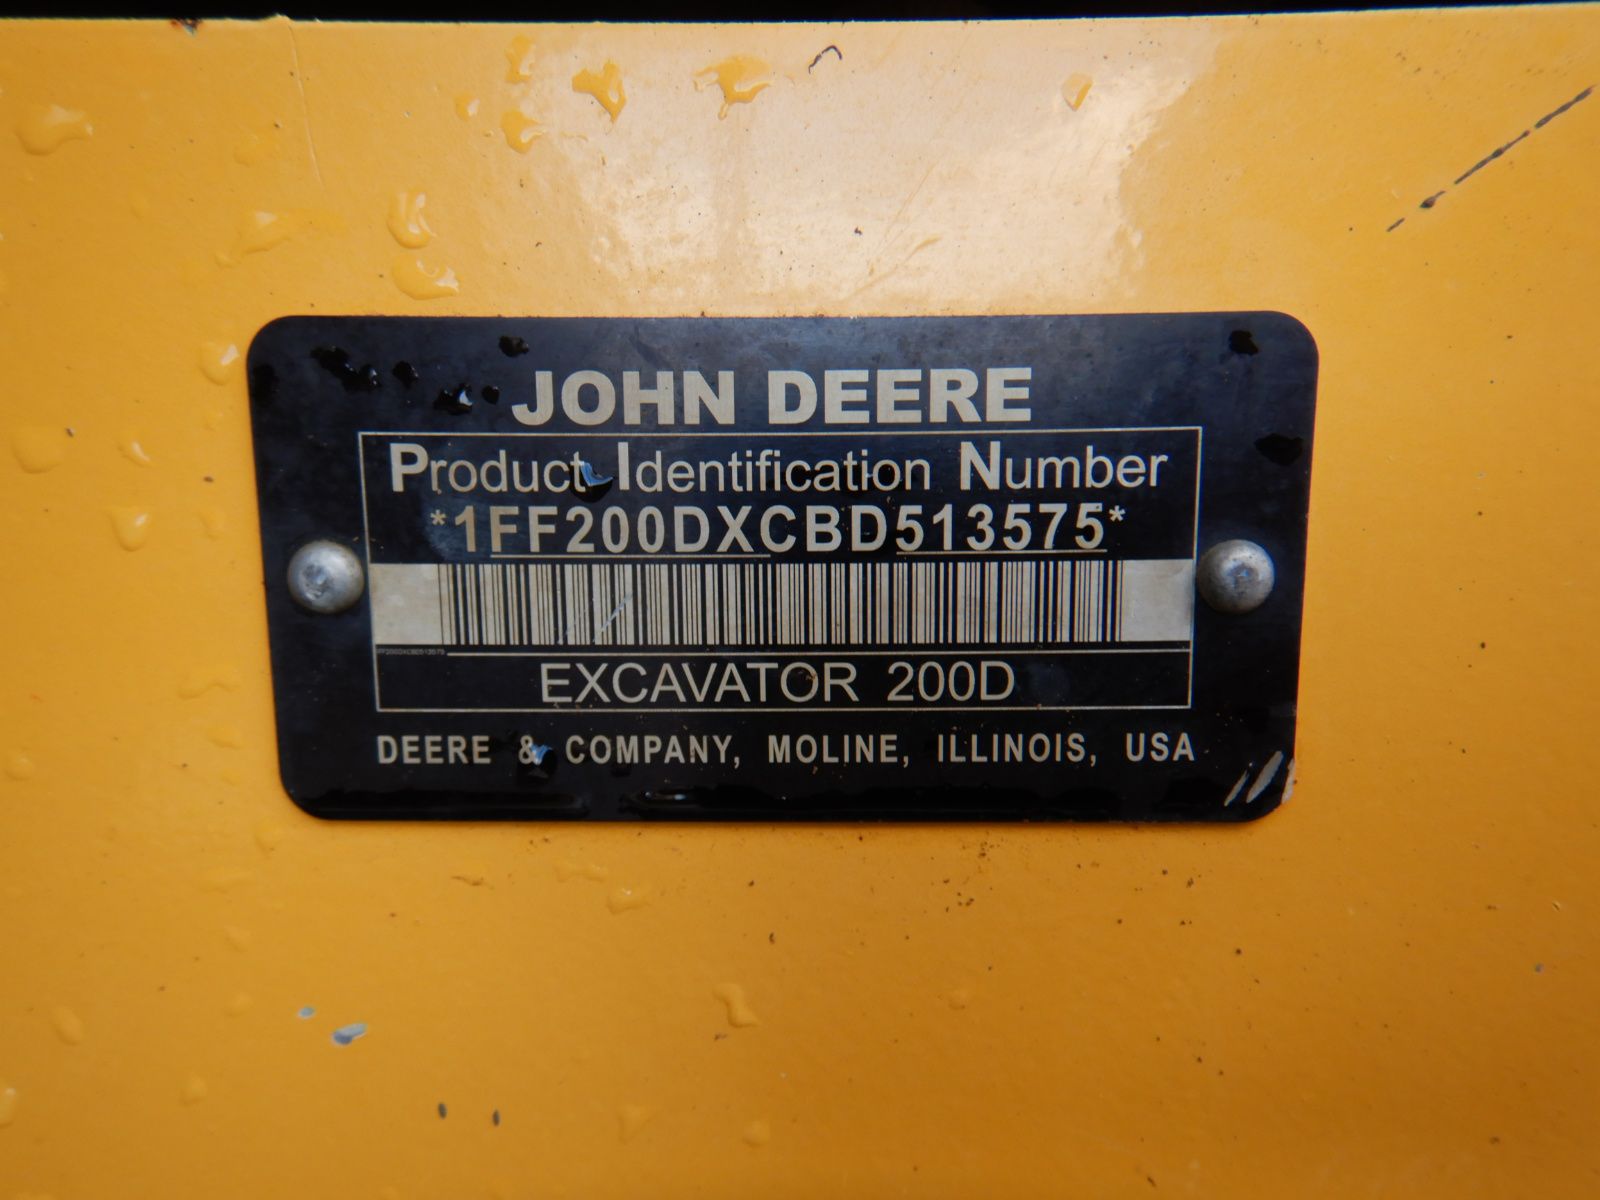 JOHN DEERE
Product Identification Number
*1FF200DXCBD513575*
EXCAVATOR 200D
DEERE & COMPANY, MOLINE, ILLINOIS, USA